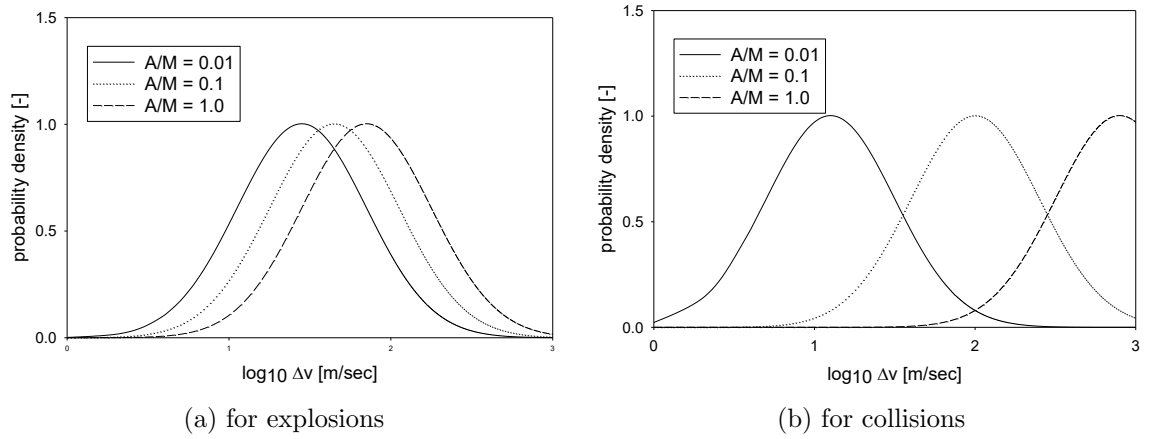 1.5
1.0
0.5
0.0
probability density [-]
A/M = 0.01
A/M = 0.1
A/M = 1.0
0 1 2 3
log10 Δv [m/sec]
(a) for explosions
1.5
1.0
0.5
0.0
probability density [-]
A/M = 0.01
A/M = 0.1
A/M = 1.0
0 1 2 3
log10 Δv [m/sec]
(b) for collisions